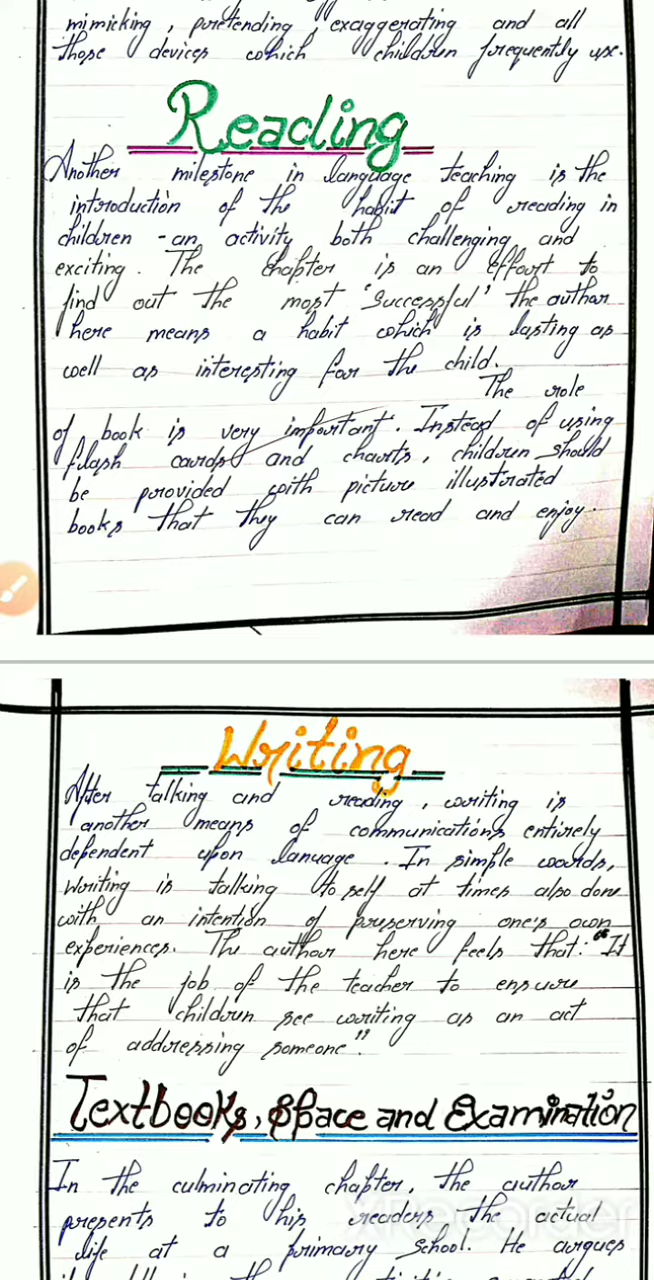 mimicking, pretending, exaggerating and all
those devices which children frequently use.
Reading
Another milestone in language teaching is the
introduction of the habit of reading in
children - an activity both challenging and
exciting. The chapter is an effort to
find out the most 'successful' the author
here means a habit which is lasting as
well as interesting for the child.
The role
of book is very important. Instead of using
flash cards and charts, children should
be provided with picture illustrated
books that they can read and enjoy.
Writing
After talking and reading, writing is
another means of communications entirely
dependent upon lanuage. In simple words,
writing is talking to self at times also done
with an intention of preserving one's own
experiences. The author here feels that: "It
is the job of the teacher to ensure
that children see writing as an act
of addressing someone"
Textbooks, Space and Examination
In the culminating chapter, the author
presents to his readers the actual
life at a primary school. He argues
XRecorder